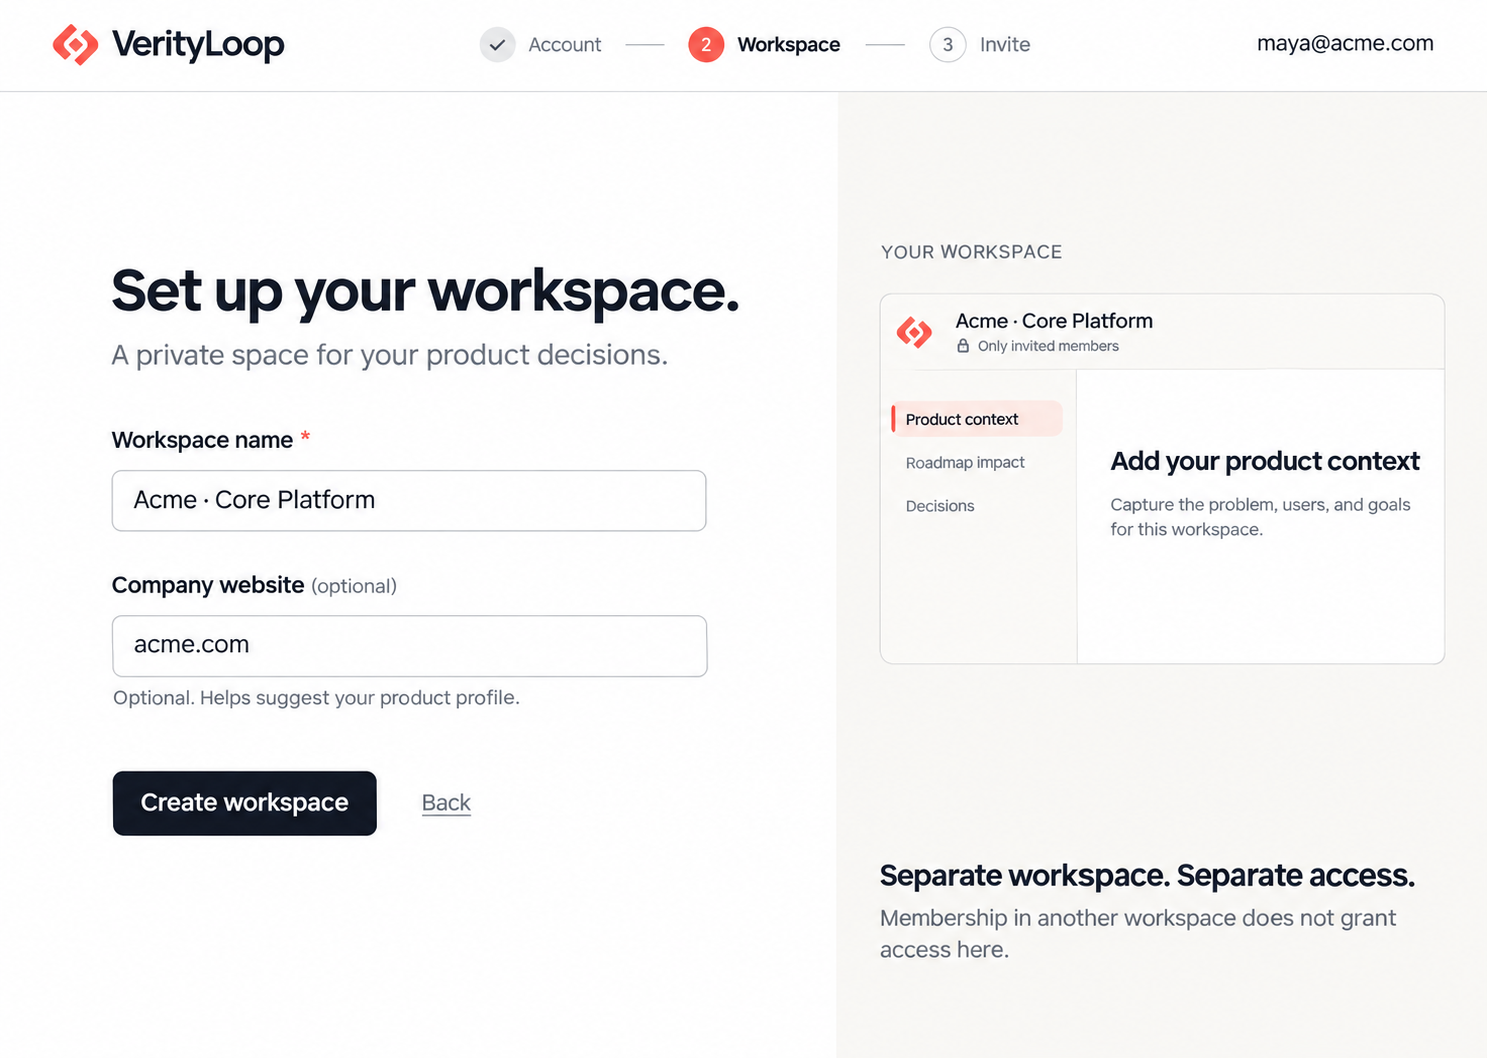 VerityLoop
Account
2 Workspace
3 Invite
maya@acme.com
Set up your workspace.
A private space for your product decisions.
Workspace name *
Acme · Core Platform
Company website (optional)
acme.com
Optional. Helps suggest your product profile.
Create workspace
Back
YOUR WORKSPACE
Acme · Core Platform
Only invited members
Product context
Roadmap impact
Decisions
Add your product context
Capture the problem, users, and goals
for this workspace.
Separate workspace. Separate access.
Membership in another workspace does not grant
access here.